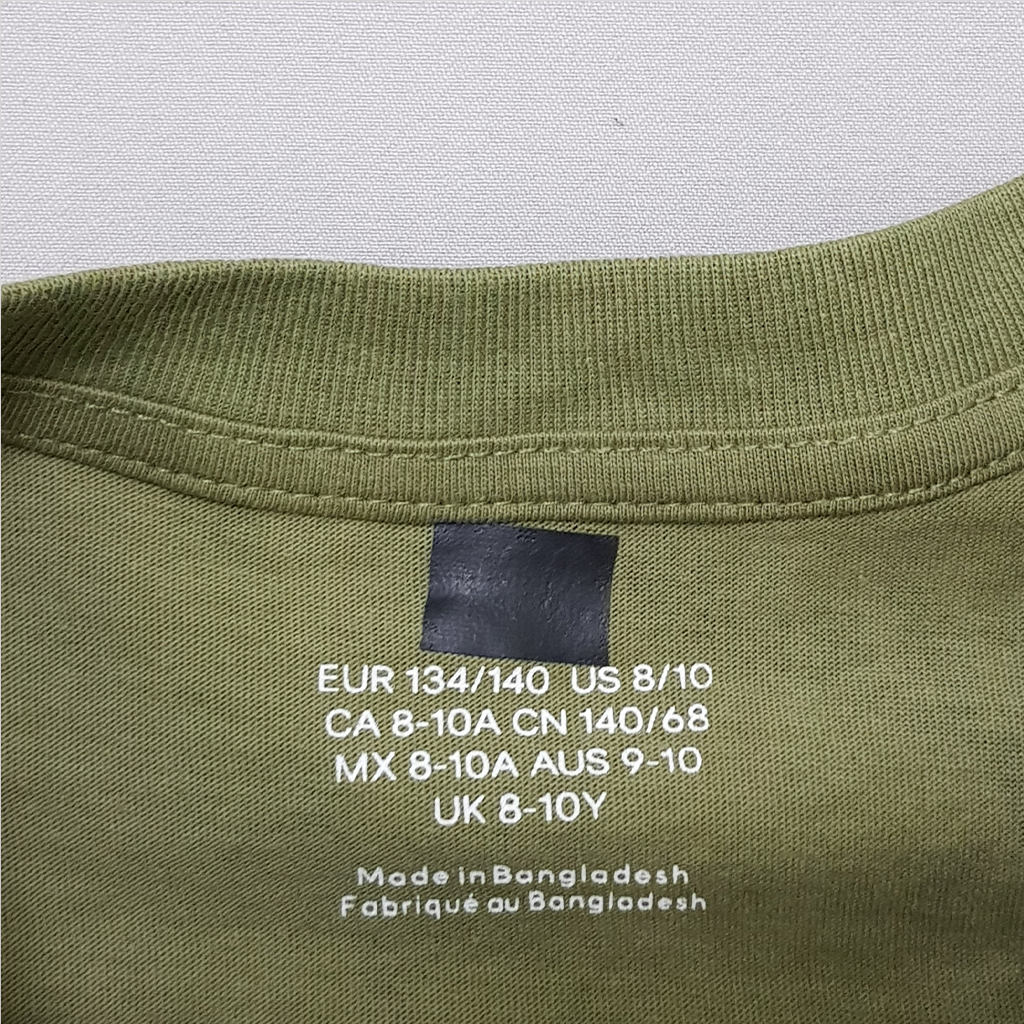 EUR 134/140 US 8/10
CA 8-10A CN 140/68
MX 8-10A AUS 9-10
UK 8-10Y
Made in Bangladesh
Fabriqué au Bangladesh